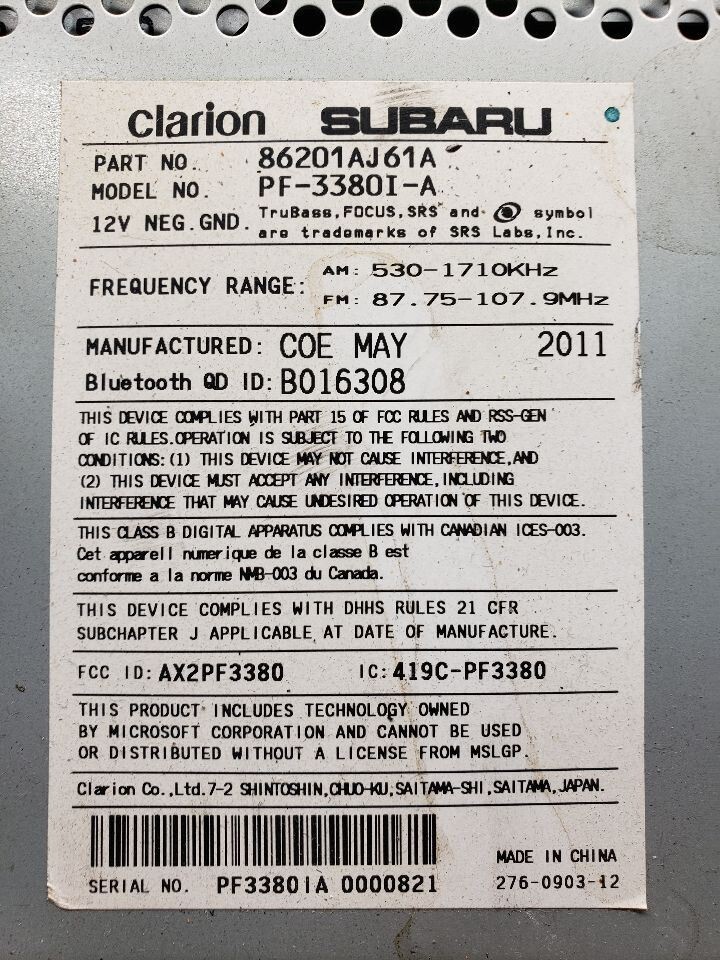 clarion SUBARU
PART NO. 86201AJ61A
MODEL NO. PF-3380I-A
12V NEG.GND. TruBass,FOCUS,SRS and symbol
are trademarks of SRS Labs,Inc.
FREQUENCY RANGE: AM: 530-1710KHz
FM: 87.75-107.9MHz
MANUFACTURED: COE MAY 2011
Bluetooth QD ID: B016308
THIS DEVICE COMPLIES WITH PART 15 OF FCC RULES AND RSS-GEN
OF IC RULES.OPERATION IS SUBJECT TO THE FOLLOWING TWO
CONDITIONS:(1) THIS DEVICE MAY NOT CAUSE INTERFERENCE,AND
(2) THIS DEVICE MUST ACCEPT ANY INTERFERENCE,INCLUDING
INTERFERENCE THAT MAY CAUSE UNDESIRED OPERATION OF THIS DEVICE.
THIS CLASS B DIGITAL APPARATUS COMPLIES WITH CANADIAN ICES-003.
Cet apparell numerique de la classe B est
conforme a la norme NMB-003 du Canada.
THIS DEVICE COMPLIES WITH DHHS RULES 21 CFR
SUBCHAPTER J APPLICABLE AT DATE OF MANUFACTURE.
FCC ID: AX2PF3380 IC: 419C-PF3380
THIS PRODUCT INCLUDES TECHNOLOGY OWNED
BY MICROSOFT CORPORATION AND CANNOT BE USED
OR DISTRIBUTED WITHOUT A LICENSE FROM MSLGP.
Clarion Co.,Ltd.7-2 SHINTOSHIN,CHUO-KU,SAITAMA-SHI,SAITAMA,JAPAN.
MADE IN CHINA
SERIAL NO. PF3380IA 0000821 276-0903-12